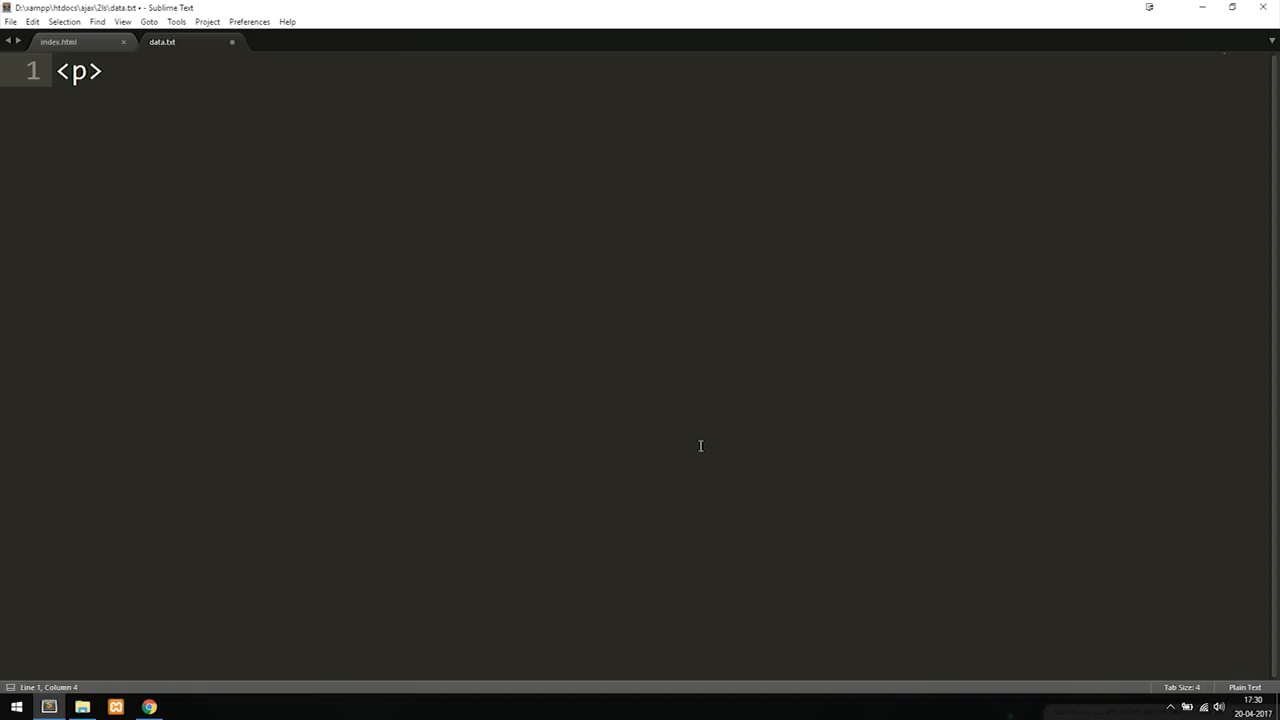 D:\xampp\htdocs\ajax\2ls\data.txt • - Sublime Text
File Edit Selection Find View Goto Tools Project Preferences Help
index.html × data.txt
1 <p>
Line 1, Column 4 Tab Size: 4 Plain Text
17:30
20-04-2017